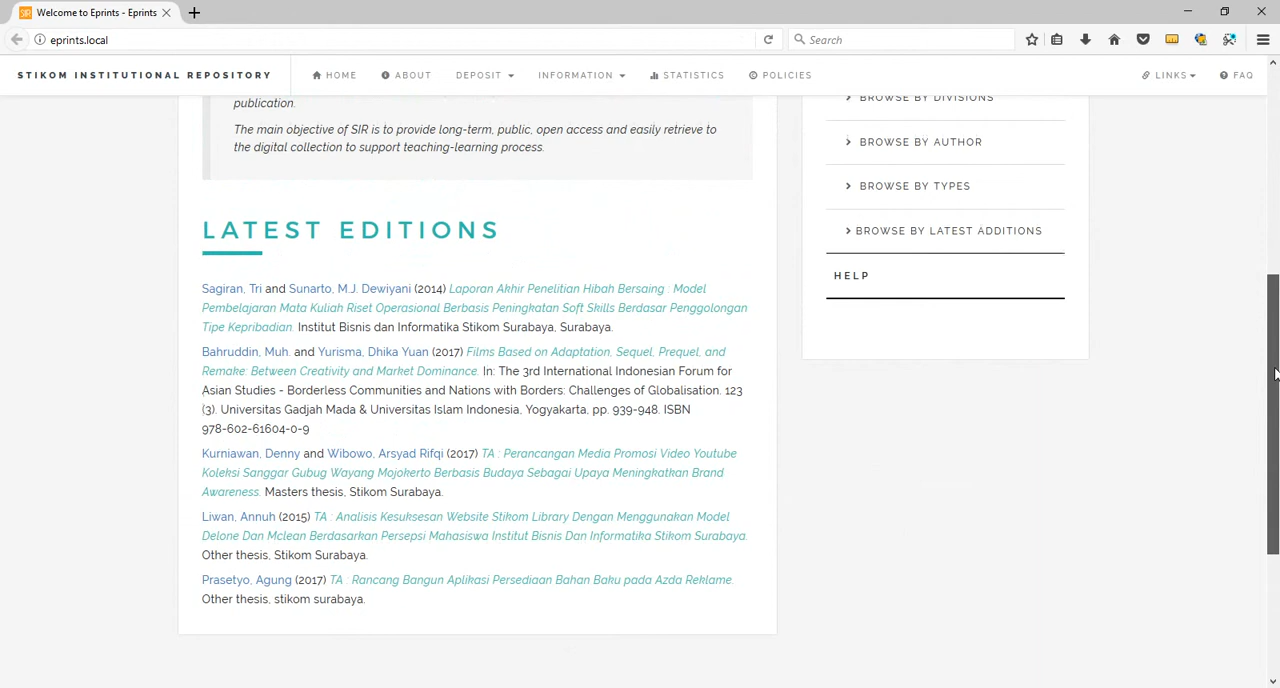 Welcome to Eprints - Eprints
eprints.local
Search
STIKOM INSTITUTIONAL REPOSITORY
HOME
ABOUT
DEPOSIT
INFORMATION
STATISTICS
POLICIES
LINKS
FAQ
publication.
The main objective of SIR is to provide long-term, public, open access and easily retrieve to
the digital collection to support teaching-learning process.
LATEST EDITIONS
Sagiran, Tri and Sunarto, M.J. Dewiyani (2014) Laporan Akhir Penelitian Hibah Bersaing : Model
Pembelajaran Mata Kuliah Riset Operasional Berbasis Peningkatan Soft Skills Berdasar Penggolongan
Tipe Kepribadian. Institut Bisnis dan Informatika Stikom Surabaya, Surabaya.
Bahruddin, Muh. and Yurisma, Dhika Yuan (2017) Films Based on Adaptation, Sequel, Prequel, and
Remake: Between Creativity and Market Dominance. In: The 3rd International Indonesian Forum for
Asian Studies - Borderless Communities and Nations with Borders: Challenges of Globalisation. 123
(3). Universitas Gadjah Mada & Universitas Islam Indonesia, Yogyakarta, pp. 939-948. ISBN
978-602-61604-0-9
Kurniawan, Denny and Wibowo, Arsyad Rifqi (2017) TA : Perancangan Media Promosi Video Youtube
Koleksi Sanggar Gubug Wayang Mojokerto Berbasis Budaya Sebagai Upaya Meningkatkan Brand
Awareness. Masters thesis, Stikom Surabaya.
Liwan, Annuh (2015) TA : Analisis Kesuksesan Website Stikom Library Dengan Menggunakan Model
Delone Dan Mclean Berdasarkan Persepsi Mahasiswa Institut Bisnis Dan Informatika Stikom Surabaya.
Other thesis, Stikom Surabaya.
Prasetyo, Agung (2017) TA : Rancang Bangun Aplikasi Persediaan Bahan Baku pada Azda Reklame.
Other thesis, stikom surabaya.
BROWSE BY DIVISIONS
BROWSE BY AUTHOR
BROWSE BY TYPES
BROWSE BY LATEST ADDITIONS
HELP